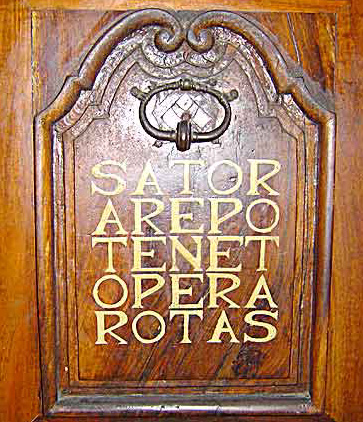 SATOR
AREPO
TENET
OPERA
ROTAS